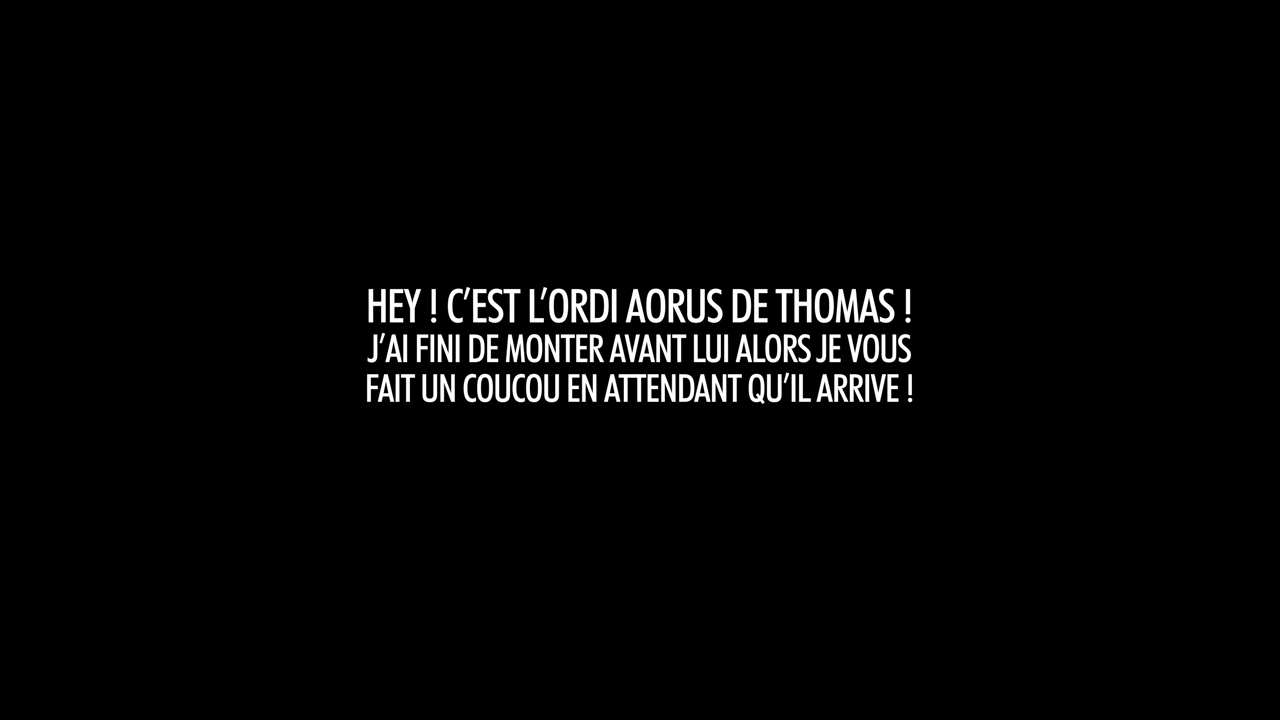 HEY ! C’EST L’ORDI AORUS DE THOMAS !
J’AI FINI DE MONTER AVANT LUI ALORS JE VOUS
FAIT UN COUCOU EN ATTENDANT QU’IL ARRIVE !